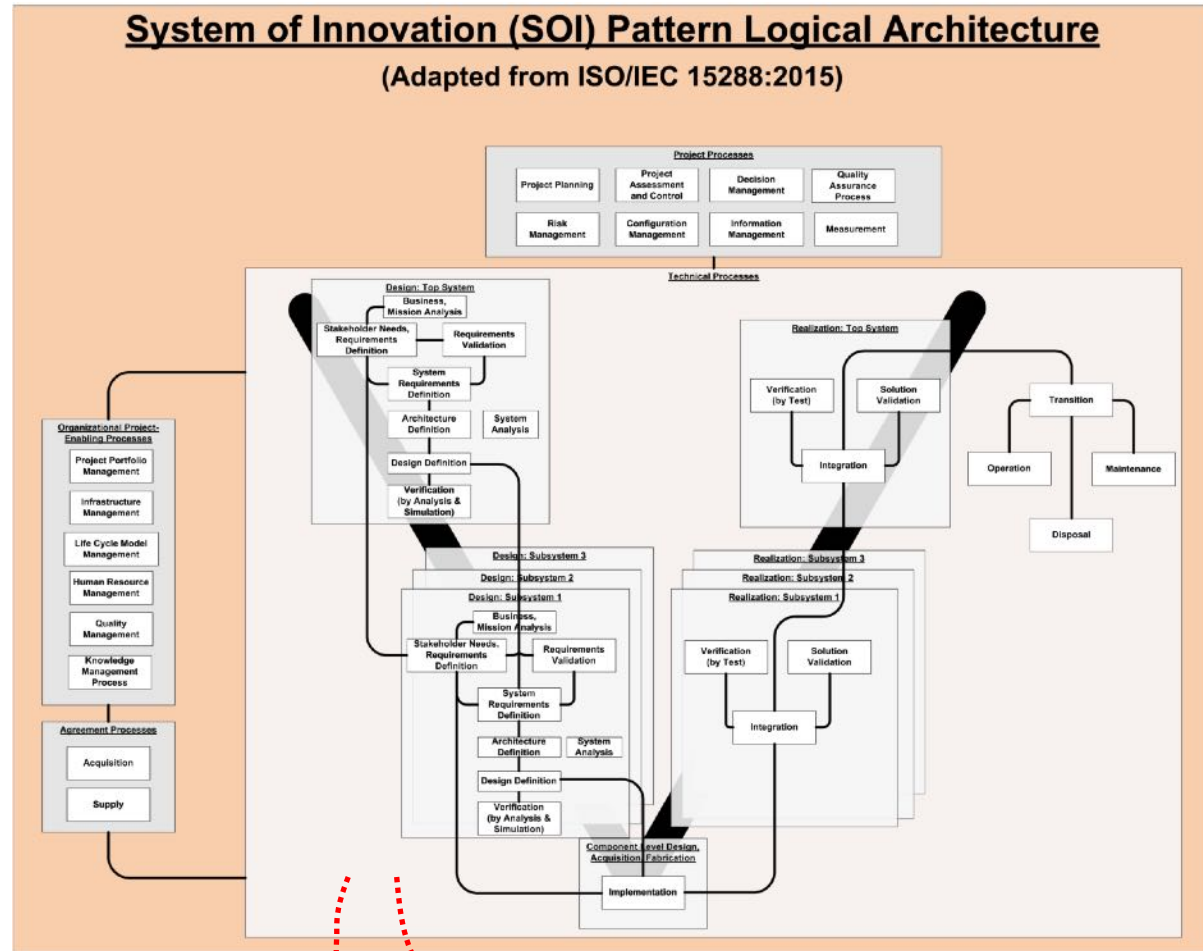 System of Innovation (SOI) Pattern Logical Architecture
(Adapted from ISO/IEC 15288:2015)
Project Processes
Project Planning
Project
Assessment
and Control
Decision
Management
Quality
Assurance
Process
Risk
Management
Configuration
Management
Information
Management
Measurement
Technical Processes
Design: Top System
Business,
Mission Analysis
Stakeholder Needs,
Requirements
Definition
Requirements
Validation
System
Requirements
Definition
Architecture
Definition
System
Analysis
Design Definition
Verification
(by Analysis &
Simulation)
Realization: Top System
Verification
(by Test)
Solution
Validation
Integration
Transition
Operation
Maintenance
Disposal
Organizational Project-
Enabling Processes
Project Portfolio
Management
Infrastructure
Management
Life Cycle Model
Management
Human Resource
Management
Quality
Management
Knowledge
Management
Process
Agreement Processes
Acquisition
Supply
Design: Subsystem 3
Design: Subsystem 2
Design: Subsystem 1
Business,
Mission Analysis
Stakeholder Needs,
Requirements
Definition
Requirements
Validation
System
Requirements
Definition
Architecture
Definition
System
Analysis
Design Definition
Verification
(by Analysis &
Simulation)
Realization: Subsystem 3
Realization: Subsystem 2
Realization: Subsystem 1
Verification
(by Test)
Solution
Validation
Integration
Component Level Design,
Acquisition, Fabrication
Implementation